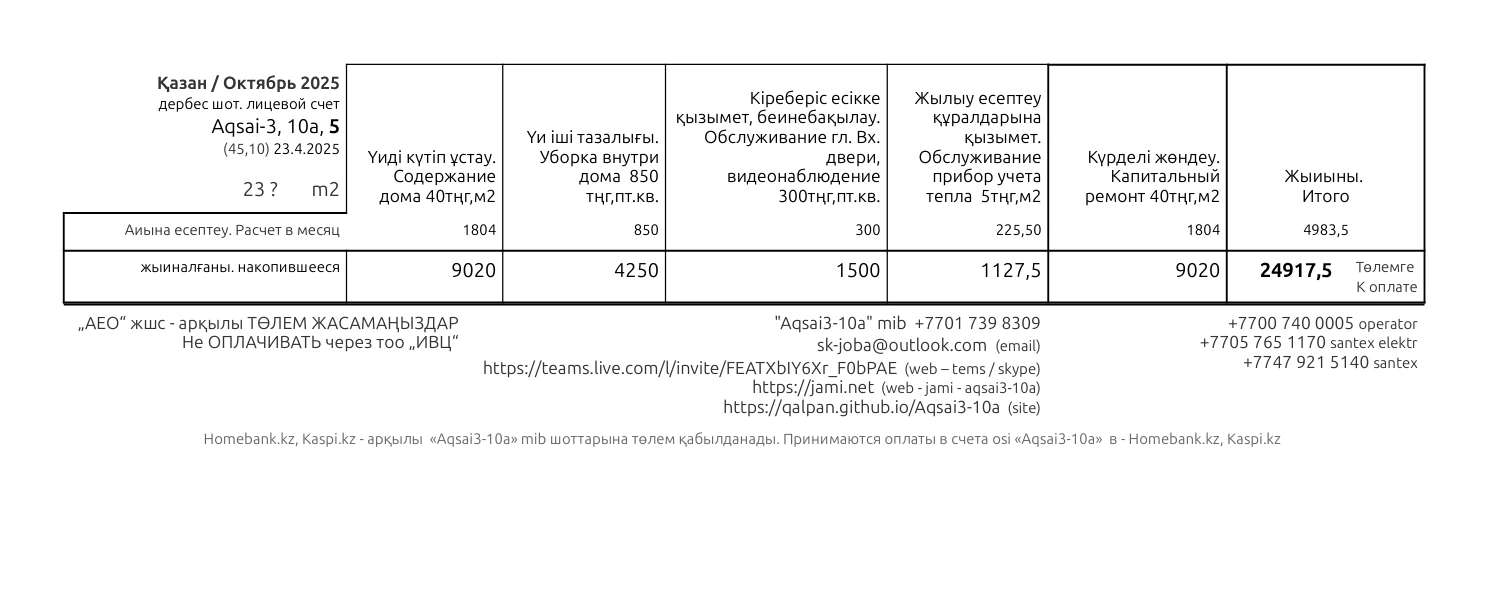 Қазан / Октябрь 2025
дербес шот. лицевой счет
Aqsai-3, 10a, 5
(45,10) 23.4.2025
23 ? m2
Үиді күтіп ұстау.
Содержание
дома 40тңг,м2
Үи іші тазалығы.
Уборка внутри
дома 850
тңг,пт.кв.
Кіреберіс есікке
қызымет, беинебақылау.
Обслуживание гл. Вх.
двери,
видеонаблюдение
300тңг,пт.кв.
Жылыу есептеу
құралдарына
қызымет.
Обслуживание
прибор учета
тепла 5тңг,м2
Күрделі жөндеу.
Капитальный
ремонт 40тңг,м2
Жыиыны.
Итого
Аиына есептеу. Расчет в месяц 1804 850 300 225,50 1804 4983,5
жыиналғаны. накопившееся 9020 4250 1500 1127,5 9020 24917,5 Төлемге
К оплате
„АЕО“ жшс - арқылы ТӨЛЕМ ЖАСАМАҢЫЗДАР
Не ОПЛАЧИВАТЬ через тоо „ИВЦ“
"Aqsai3-10a" mib +7701 739 8309
sk-joba@outlook.com (email)
https://teams.live.com/l/invite/FEATXbIY6Xr_F0bPAE (web – tems / skype)
https://jami.net (web - jami - aqsai3-10a)
https://qalpan.github.io/Aqsai3-10a (site)
+7700 740 0005 operator
+7705 765 1170 santex elektr
+7747 921 5140 santex
Homebank.kz, Kaspi.kz - арқылы «Aqsai3-10a» mib шоттарына төлем қабылданады. Принимаются оплаты в счета osi «Aqsai3-10a» в - Homebank.kz, Kaspi.kz